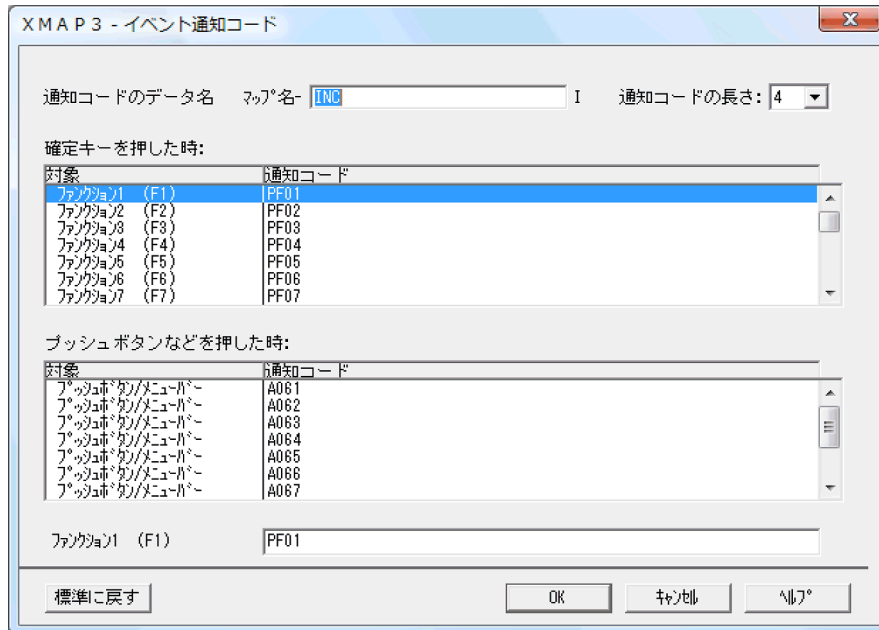 XMAP3 - イベント通知コード
通知コードのデータ名 ﾏｯﾌﾟ名- INC I 通知コードの長さ: 4
確定キーを押した時:
対象 通知コード
ﾌｧﾝｸｼｮﾝ1 (F1) PF01
ﾌｧﾝｸｼｮﾝ2 (F2) PF02
ﾌｧﾝｸｼｮﾝ3 (F3) PF03
ﾌｧﾝｸｼｮﾝ4 (F4) PF04
ﾌｧﾝｸｼｮﾝ5 (F5) PF05
ﾌｧﾝｸｼｮﾝ6 (F6) PF06
ﾌｧﾝｸｼｮﾝ7 (F7) PF07
プッシュボタンなどを押した時:
対象 通知コード
ﾌﾟｯｼｭﾎﾞﾀﾝ/ﾒﾆｭｰﾊﾞｰ A061
ﾌﾟｯｼｭﾎﾞﾀﾝ/ﾒﾆｭｰﾊﾞｰ A062
ﾌﾟｯｼｭﾎﾞﾀﾝ/ﾒﾆｭｰﾊﾞｰ A063
ﾌﾟｯｼｭﾎﾞﾀﾝ/ﾒﾆｭｰﾊﾞｰ A064
ﾌﾟｯｼｭﾎﾞﾀﾝ/ﾒﾆｭｰﾊﾞｰ A065
ﾌﾟｯｼｭﾎﾞﾀﾝ/ﾒﾆｭｰﾊﾞｰ A066
ﾌﾟｯｼｭﾎﾞﾀﾝ/ﾒﾆｭｰﾊﾞｰ A067
ﾌｧﾝｸｼｮﾝ1 (F1) PF01
標準に戻す OK ｷｬﾝｾﾙ ﾍﾙﾌﾟ